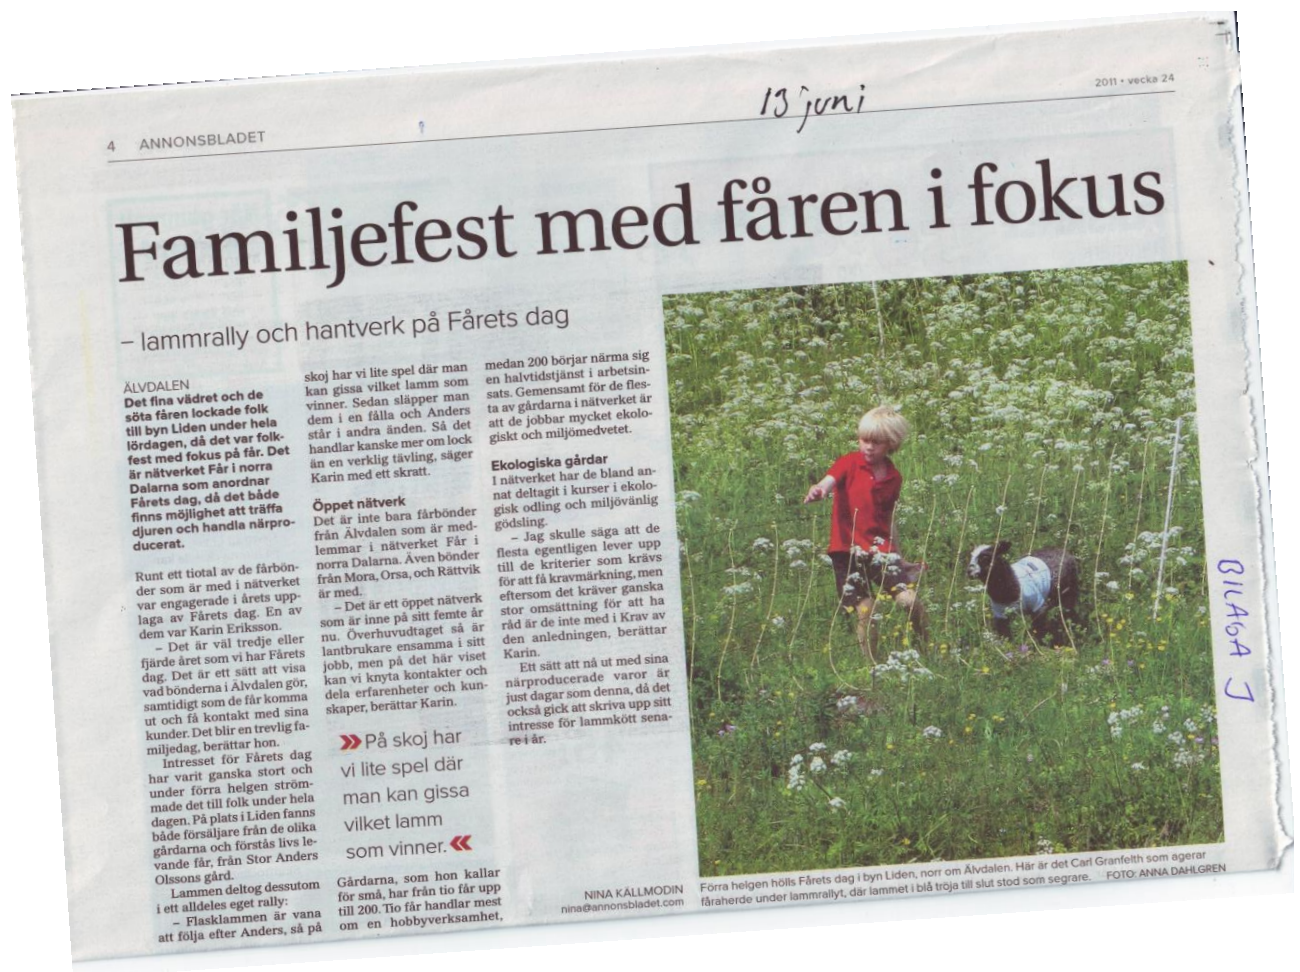 4 ANNONSBLADET
13 juni
2011 • vecka 24
Familjefest med fåren i fokus
– lammrally och hantverk på Fårets dag
ÄLVDALEN
Det fina vädret och de
söta fåren lockade folk
till byn Liden under hela
lördagen, då det var folk-
fest med fokus på får. Det
är nätverket Får i norra
Dalarna som anordnar
Fårets dag, då det både
finns möjlighet att träffa
djuren och handla närpro-
ducerat.
Runt ett tiotal av de fårbön-
der som är med i nätverket
var engagerade i årets upp-
laga av Fårets dag. En av
dem var Karin Eriksson.
– Det är väl tredje eller
fjärde året som vi har Fårets
dag. Det är ett sätt att visa
vad bönderna i Älvdalen gör,
samtidigt som de får komma
ut och få kontakt med sina
kunder. Det blir en trevlig fa-
miljedag, berättar hon.
Intresset för Fårets dag
har varit ganska stort och
under förra helgen ström-
made det till folk under hela
dagen. På plats i Liden fanns
både försäljare från de olika
gårdarna och förstås livs le-
vande får, från Stor Anders
Olssons gård.
Lammen deltog dessutom
i ett alldeles eget rally:
– Flasklammen är vana
att följa efter Anders, så på
skoj har vi lite spel där man
kan gissa vilket lamm som
vinner. Sedan släpper man
dem i en fålla och Anders
står i andra änden. Så det
handlar kanske mer om lock
än en verklig tävling, säger
Karin med ett skratt.
Öppet nätverk
Det är inte bara fårbönder
från Älvdalen som är med-
lemmar i nätverket Får i
norra Dalarna. Även bönder
från Mora, Orsa, och Rättvik
är med.
– Det är ett öppet nätverk
som är inne på sitt femte år
nu. Överhuvudtaget så är
lantbrukare ensamma i sitt
jobb, men på det här viset
kan vi knyta kontakter och
dela erfarenheter och kun-
skaper, berättar Karin.
»På skoj har
vi lite spel där
man kan gissa
vilket lamm
som vinner.«
Gårdarna, som hon kallar
för små, har från tio får upp
till 200. Tio får handlar mest
om en hobbyverksamhet,
medan 200 börjar närma sig
en halvtidstjänst i arbetsin-
sats. Gemensamt för de fles-
ta av gårdarna i nätverket är
att de jobbar mycket ekolo-
giskt och miljömedvetet.
Ekologiska gårdar
I nätverket har de bland an-
nat deltagit i kurser i ekolo-
gisk odling och miljövänlig
gödsling.
– Jag skulle säga att de
flesta egentligen lever upp
till de kriterier som krävs
för att få kravmärkning, men
eftersom det kräver ganska
stor omsättning för att ha
råd är de inte med i Krav av
den anledningen, berättar
Karin.
Ett sätt att nå ut med sina
närproducerade varor är
just dagar som denna, då det
också gick att skriva upp sitt
intresse för lammkött sena-
re i år.
NINA KÄLLMODIN
nina@annonsbladet.com
Förra helgen hölls Fårets dag i byn Liden, norr om Älvdalen. Här är det Carl Granfelth som agerar
fåraherde under lammrallyt, där lammet i blå tröja till slut stod som segrare. FOTO: ANNA DAHLGREN
BILAGA J